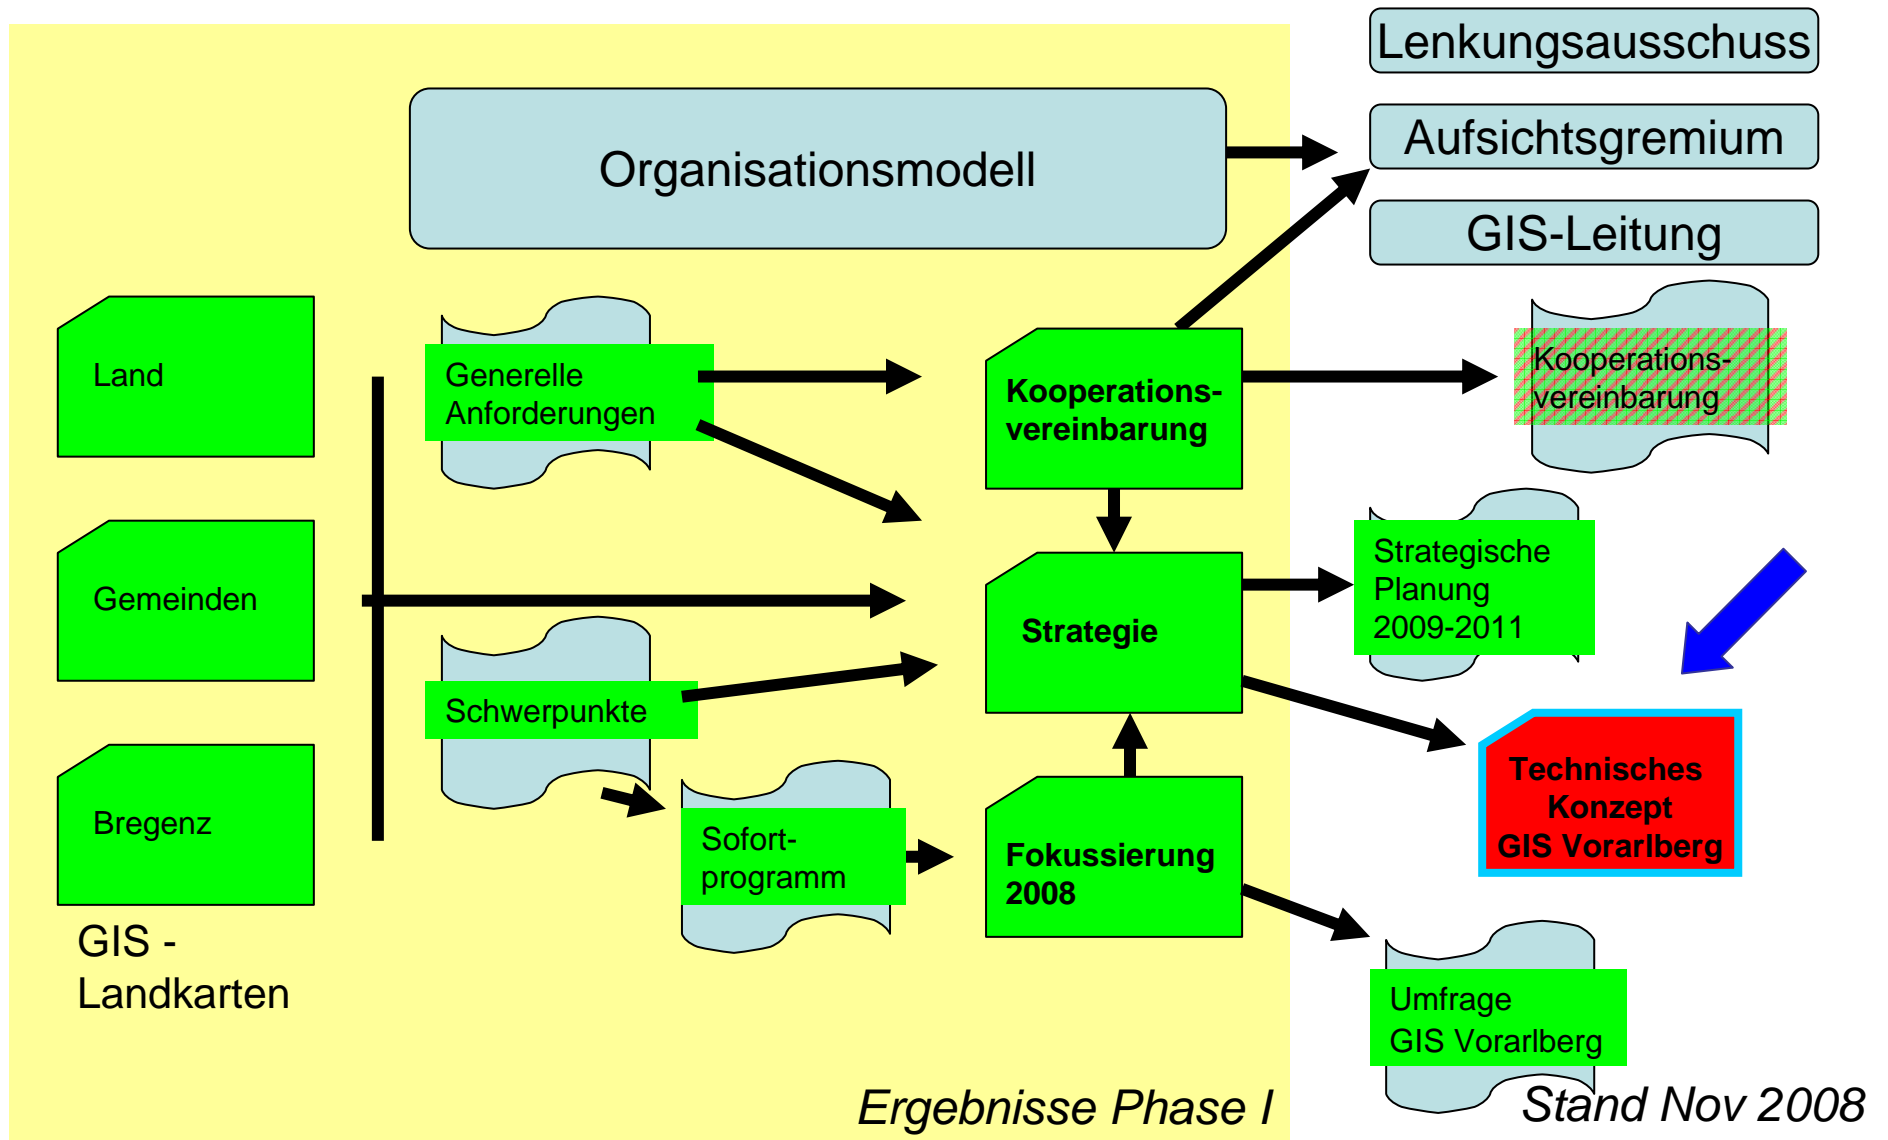 Lenkungsausschuss
Aufsichtsgremium
GIS-Leitung
Organisationsmodell
Land
Gemeinden
Bregenz
GIS -
Landkarten
Generelle
Anforderungen
Schwerpunkte
Sofort-
programm
Kooperations-
vereinbarung
Strategie
Fokussierung
2008
Kooperations-
vereinbarung
Strategische
Planung
2009-2011
Technisches
Konzept
GIS Vorarlberg
Umfrage
GIS Vorarlberg
Ergebnisse Phase I
Stand Nov 2008